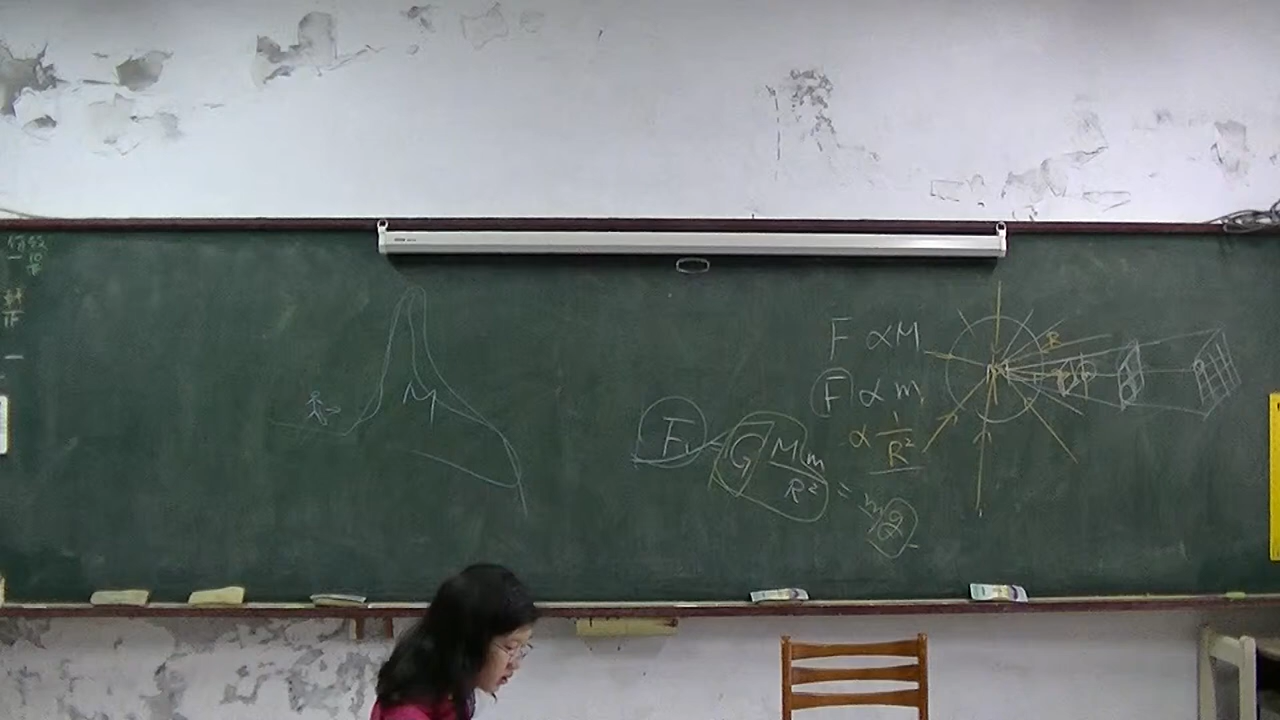 M
F ∝ M
F ∝ m
∝ 1/R²
F = G Mm/R² = mg
R